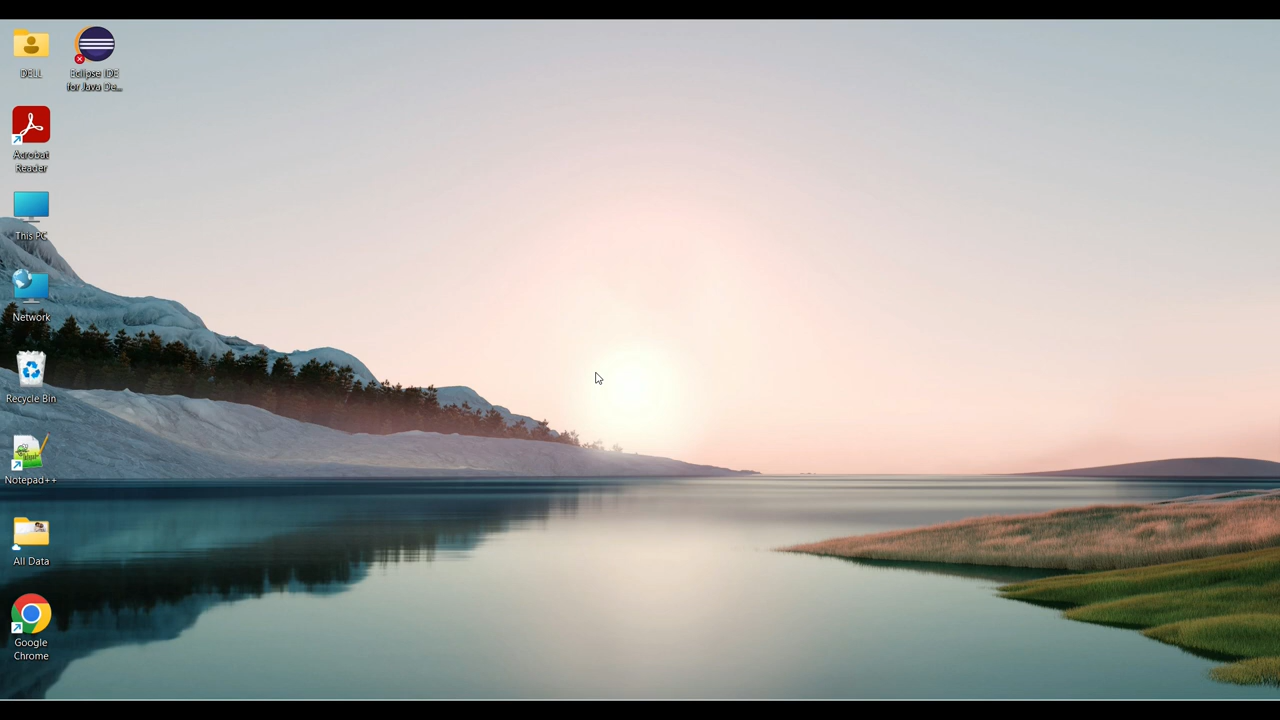 DELL
Eclipse IDE
for Java De...
Acrobat
Reader
This PC
Network
Recycle Bin
Notepad++
All Data
Google
Chrome